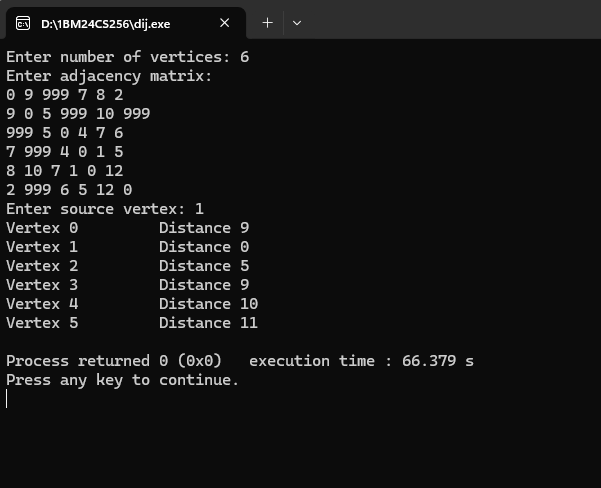 D:\1BM24CS256\dij.exe
Enter number of vertices: 6
Enter adjacency matrix:
0 9 999 7 8 2
9 0 5 999 10 999
999 5 0 4 7 6
7 999 4 0 1 5
8 10 7 1 0 12
2 999 6 5 12 0
Enter source vertex: 1
Vertex 0         Distance 9
Vertex 1         Distance 0
Vertex 2         Distance 5
Vertex 3         Distance 9
Vertex 4         Distance 10
Vertex 5         Distance 11
Process returned 0 (0x0)   execution time : 66.379 s
Press any key to continue.